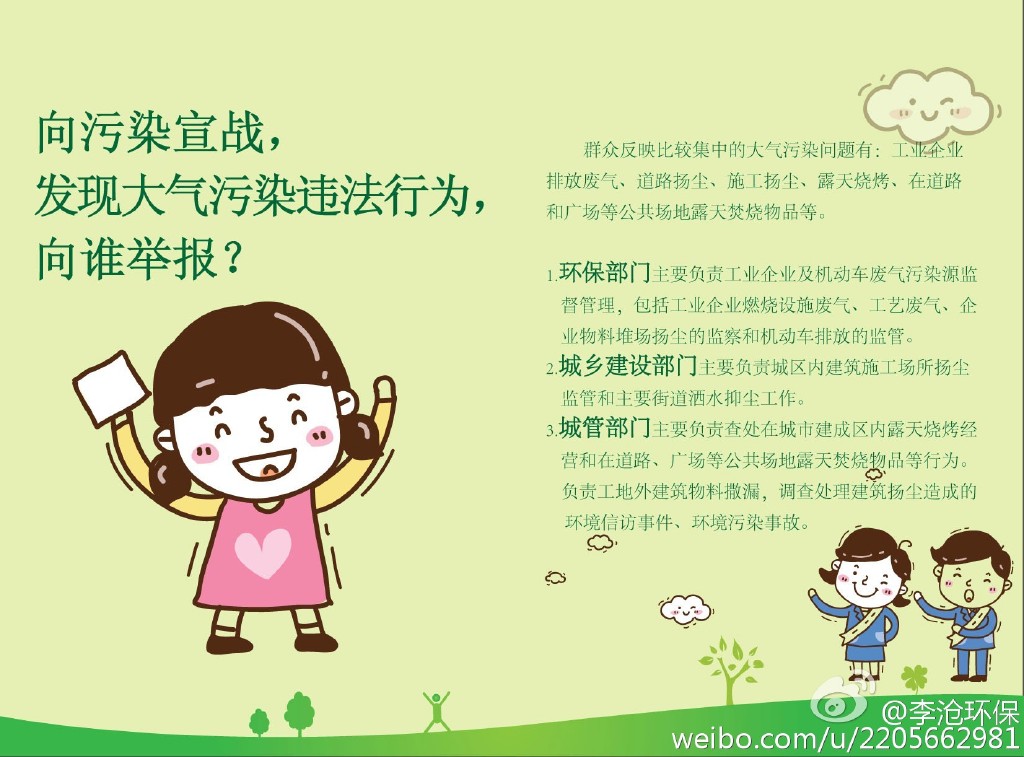 向污染宣战，
发现大气污染违法行为，
向谁举报？
群众反映比较集中的大气污染问题有：工业企业
排放废气、道路扬尘、施工扬尘、露天烧烤、在道路
和广场等公共场地露天焚烧物品等。
1.环保部门主要负责工业企业及机动车废气污染源监
督管理，包括工业企业燃烧设施废气、工艺废气、企
业物料堆场扬尘的监察和机动车排放的监管。
2.城乡建设部门主要负责城区内建筑施工场所扬尘
监管和主要街道洒水抑尘工作。
3.城管部门主要负责查处在城市建成区内露天烧烤经
营和在道路、广场等公共场地露天焚烧物品等行为。
负责工地外建筑物料撒漏，调查处理建筑扬尘造成的
环境信访事件、环境污染事故。
@李沧环保
weibo.com/u/2205662981